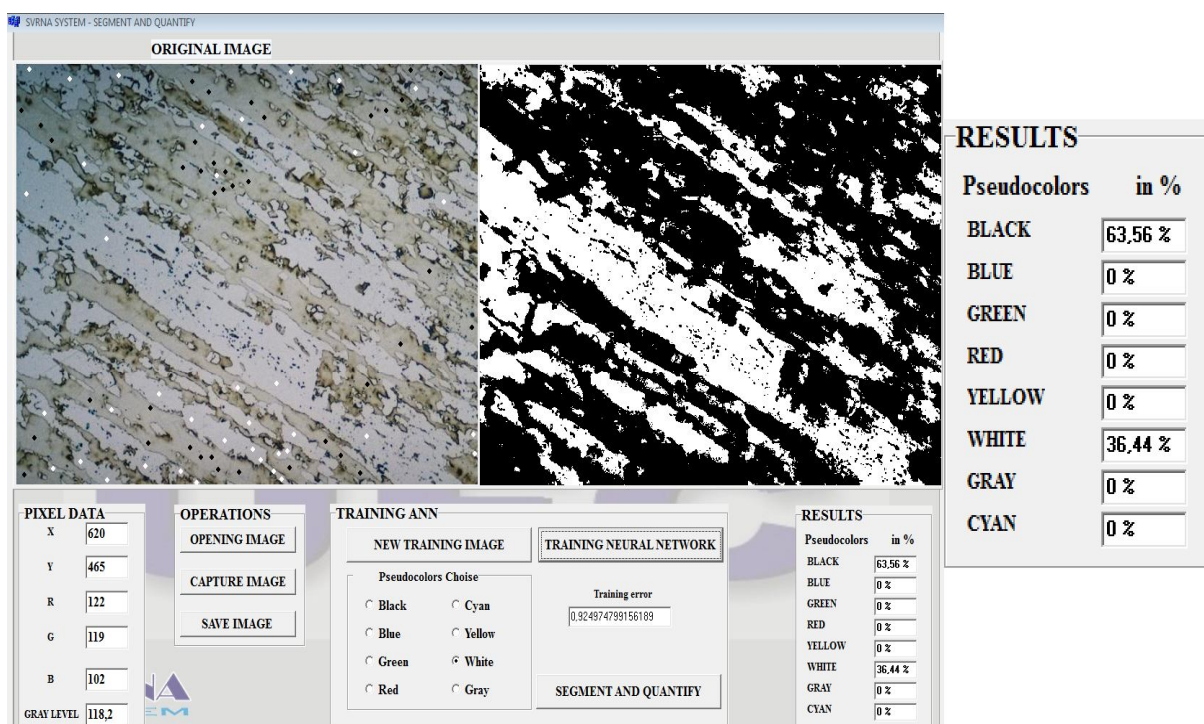 SVRNA SYSTEM - SEGMENT AND QUANTIFY
ORIGINAL IMAGE
RESULTS
Pseudocolors in %
BLACK 63,56 %
BLUE 0 %
GREEN 0 %
RED 0 %
YELLOW 0 %
WHITE 36,44 %
GRAY 0 %
CYAN 0 %
PIXEL DATA
X 620
Y 465
R 122
G 119
B 102
GRAY LEVEL 118,2
OPERATIONS
OPENING IMAGE
CAPTURE IMAGE
SAVE IMAGE
TRAINING ANN
NEW TRAINING IMAGE
TRAINING NEURAL NETWORK
Pseudocolors Choise
Black Cyan
Blue Yellow
Green White
Red Gray
Training error
0,924974799156189
SEGMENT AND QUANTIFY
RESULTS
Pseudocolors in %
BLACK 63,56 %
BLUE 0 %
GREEN 0 %
RED 0 %
YELLOW 0 %
WHITE 36,44 %
GRAY 0 %
CYAN 0 %